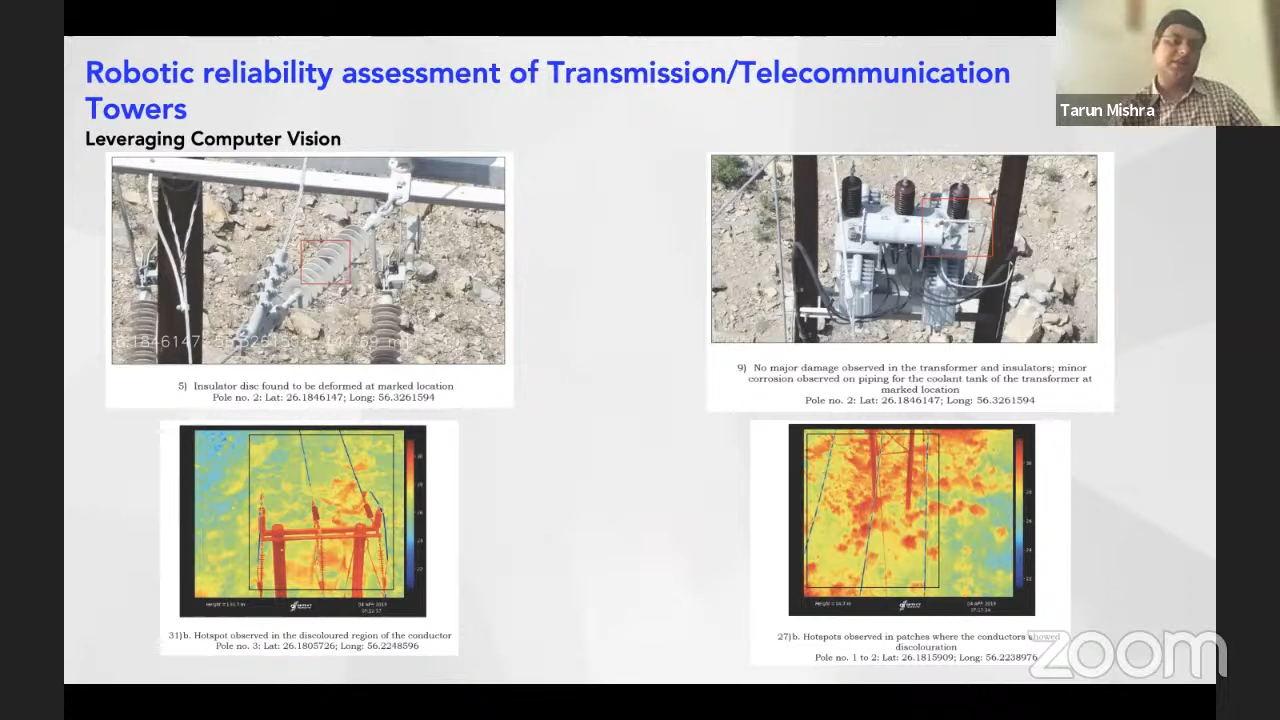 Robotic reliability assessment of Transmission/Telecommunication
Towers
Leveraging Computer Vision
Tarun Mishra
5) Insulator disc found to be deformed at marked location
Pole no. 2: Lat: 26.1846147; Long: 56.3261594
9) No major damage observed in the transformer and insulators; minor
corrosion observed on piping for the coolant tank of the transformer at
marked location
Pole no. 2: Lat: 26.1846147; Long: 56.3261594
31)b. Hotspot observed in the discoloured region of the conductor
Pole no. 3: Lat: 26.1805726; Long: 56.2248596
27)b. Hotspots observed in patches where the conductors showed
discolouration
Pole no. 1 to 2: Lat: 26.1815909; Long: 56.2238976
zoom